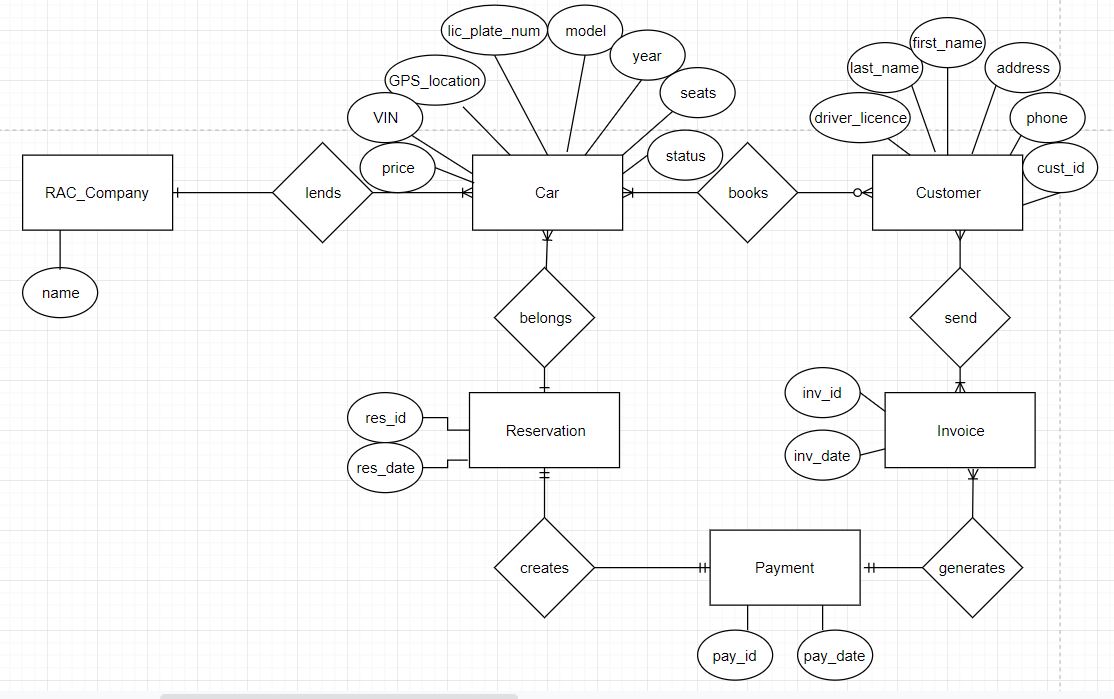 lic_plate_num
model
first_name
year
last_name
address
GPS_location
seats
VIN
driver_licence
phone
price
status
cust_id
RAC_Company
lends
Car
books
Customer
name
belongs
send
inv_id
res_id
Reservation
Invoice
inv_date
res_date
creates
Payment
generates
pay_id
pay_date